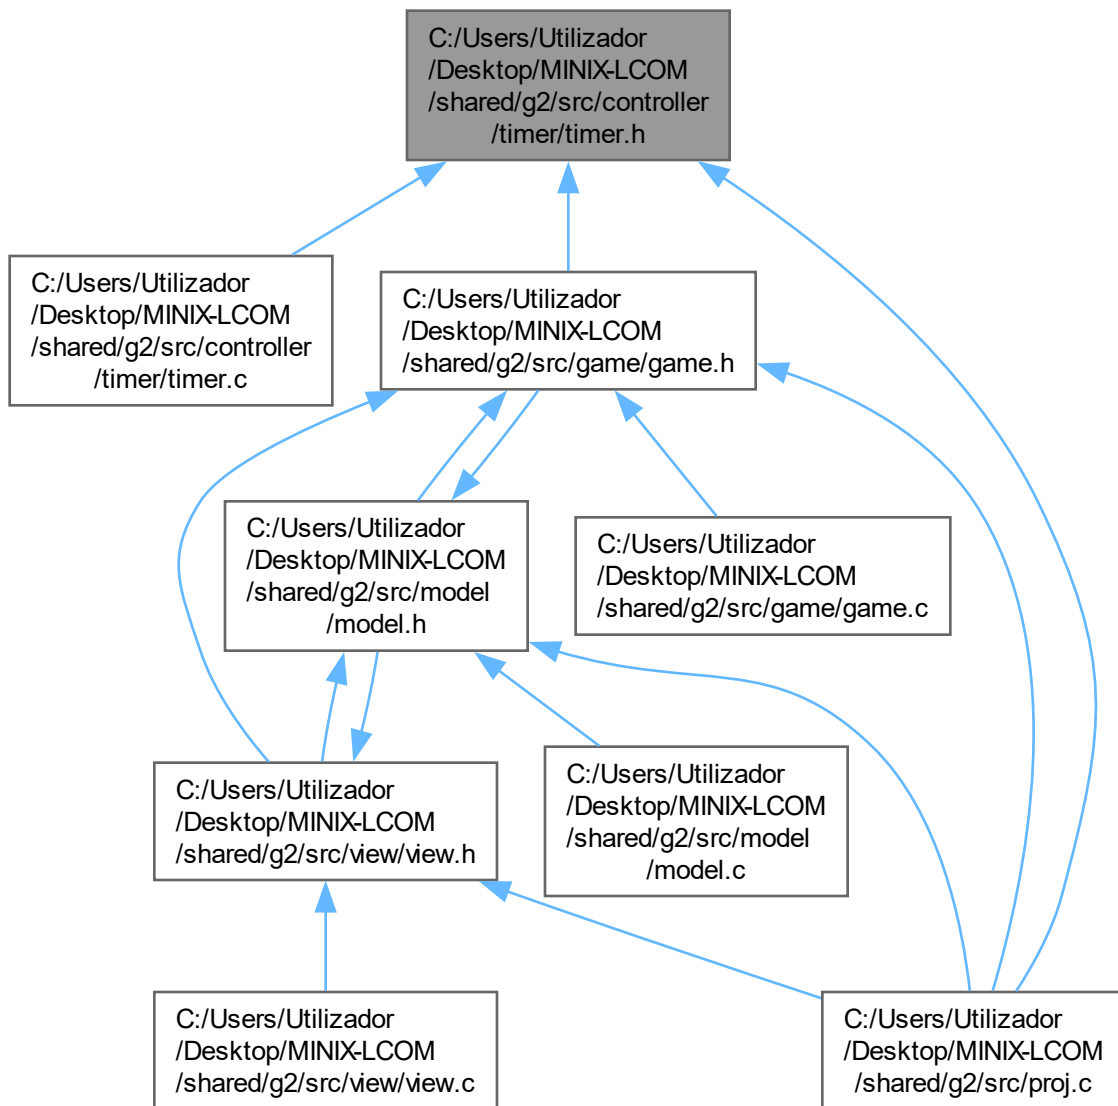 C:/Users/Utilizador
/Desktop/MINIX-LCOM
/shared/g2/src/controller
/timer/timer.h
C:/Users/Utilizador
/Desktop/MINIX-LCOM
/shared/g2/src/controller
/timer/timer.c
C:/Users/Utilizador
/Desktop/MINIX-LCOM
/shared/g2/src/game/game.h
C:/Users/Utilizador
/Desktop/MINIX-LCOM
/shared/g2/src/model
/model.h
C:/Users/Utilizador
/Desktop/MINIX-LCOM
/shared/g2/src/game/game.c
C:/Users/Utilizador
/Desktop/MINIX-LCOM
/shared/g2/src/view/view.h
C:/Users/Utilizador
/Desktop/MINIX-LCOM
/shared/g2/src/model
/model.c
C:/Users/Utilizador
/Desktop/MINIX-LCOM
/shared/g2/src/view/view.c
C:/Users/Utilizador
/Desktop/MINIX-LCOM
/shared/g2/src/proj.c